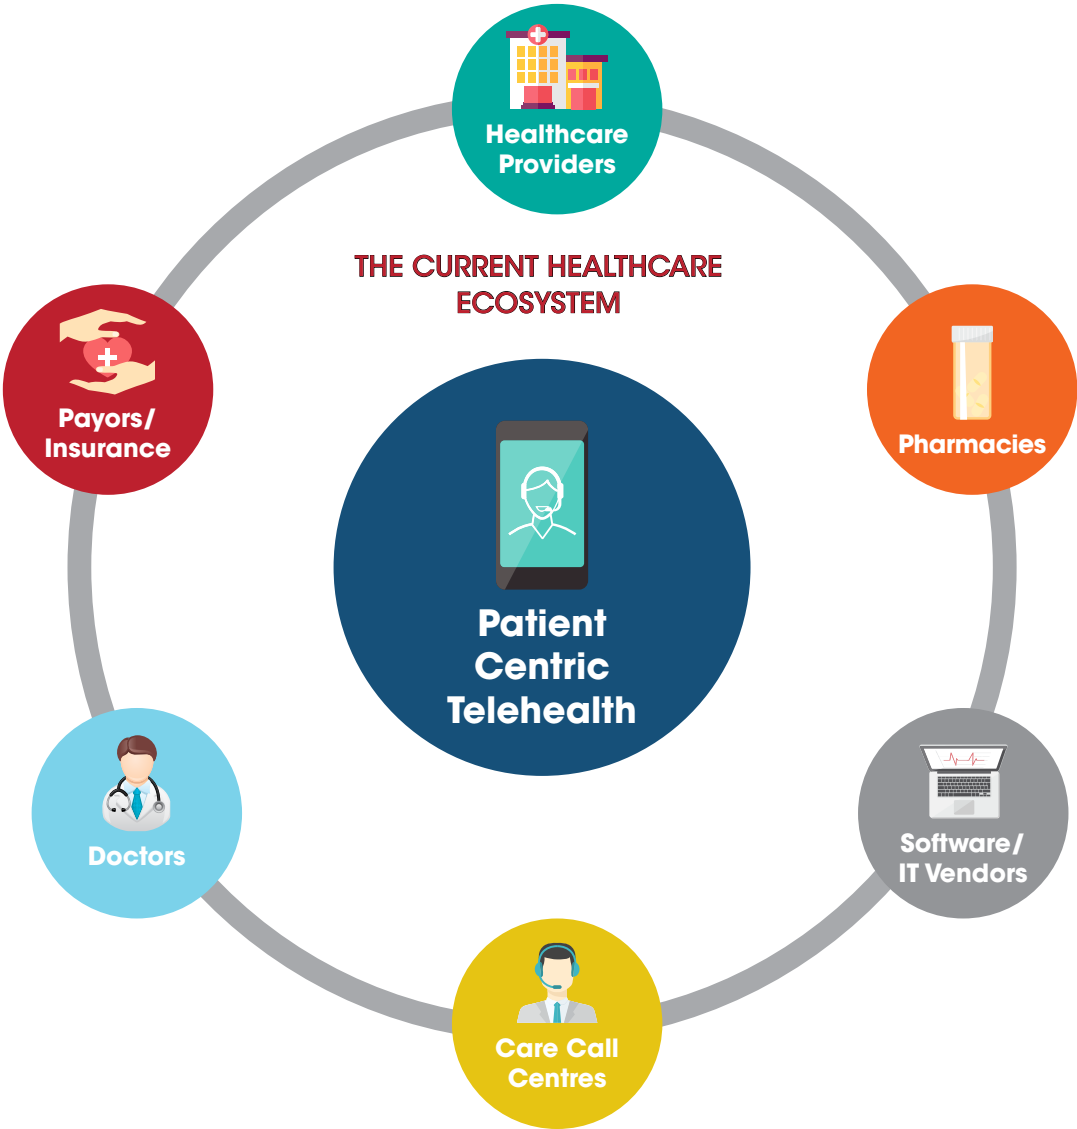 Healthcare
Providers
THE CURRENT HEALTHCARE
ECOSYSTEM
Payors/
Insurance
Pharmacies
Patient
Centric
Telehealth
Doctors
Software/
IT Vendors
Care Call
Centres